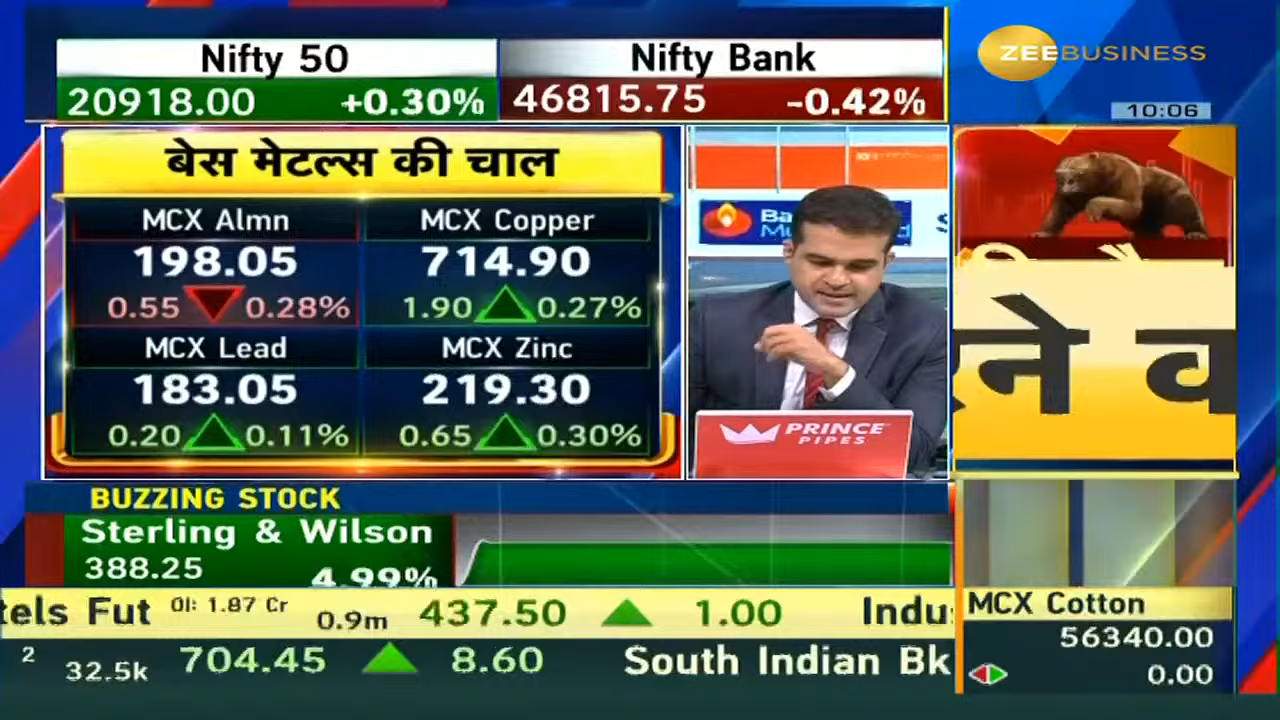 Nifty 50
20918.00 +0.30%
Nifty Bank
46815.75 -0.42%
ZEEBUSINESS
10:06
बेस मेटल्स की चाल
MCX Almn
198.05
0.55 0.28%
MCX Copper
714.90
1.90 0.27%
MCX Lead
183.05
0.20 0.11%
MCX Zinc
219.30
0.65 0.30%
PRINCE
PIPES
रने व
BUZZING STOCK
Sterling & Wilson
388.25 4.99%
tels Fut OI: 1.87 Cr 0.9m 437.50 1.00 Indu
2 32.5k 704.45 8.60 South Indian Bk
MCX Cotton
56340.00
0.00